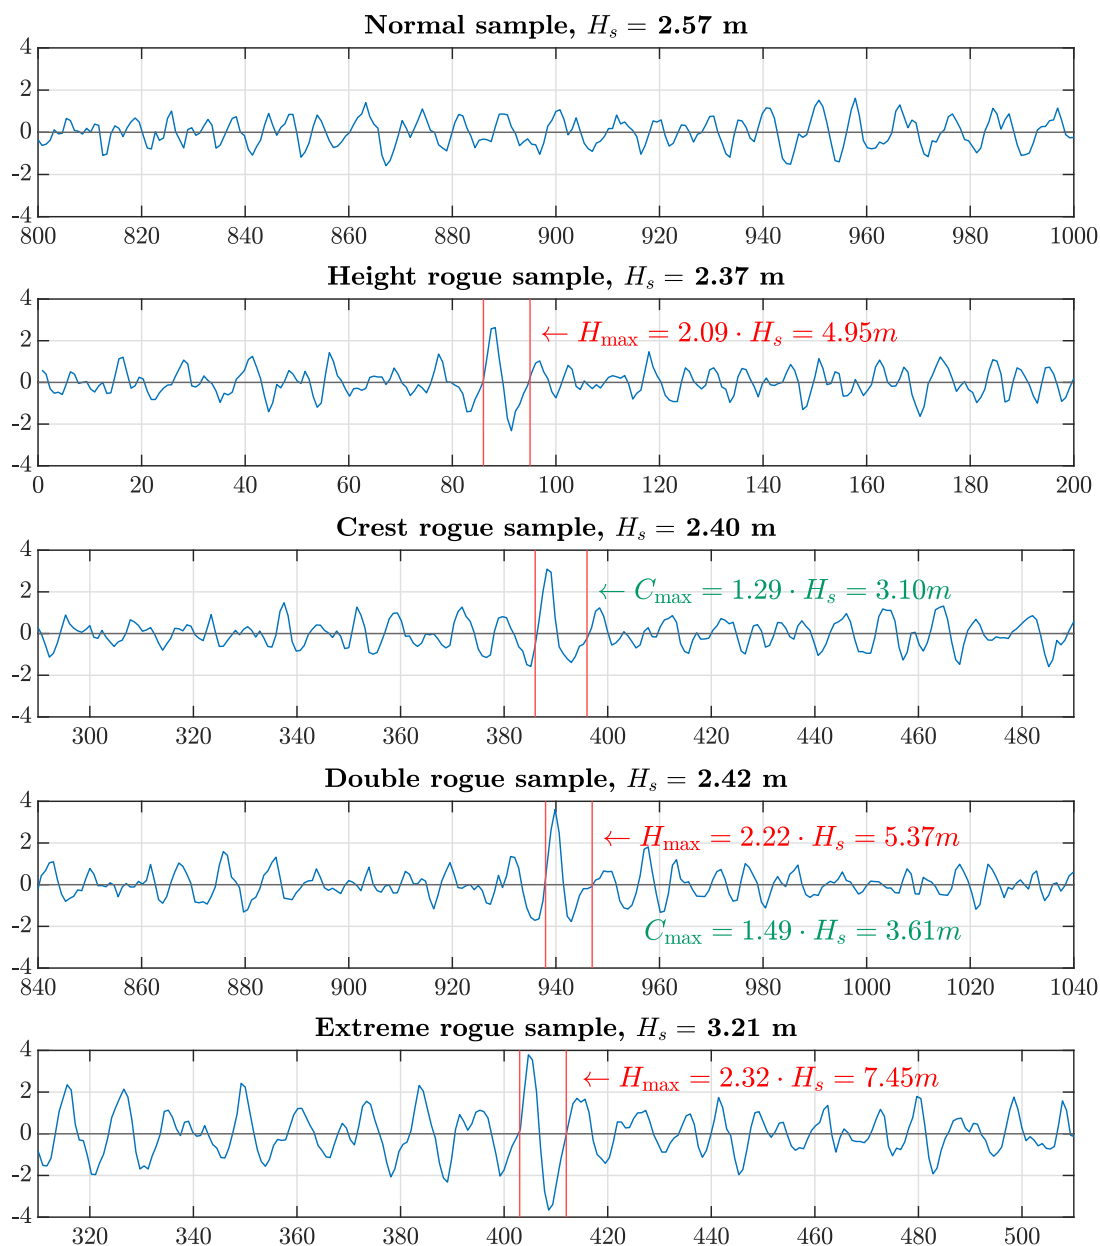 Normal sample, Hₛ = 2.57 m
4
2
0
-2
-4
800 820 840 860 880 900 920 940 960 980 1000
Height rogue sample, Hₛ = 2.37 m
4
← Hmax = 2.09 · Hₛ = 4.95m
2
0
-2
-4
0 20 40 60 80 100 120 140 160 180 200
Crest rogue sample, Hₛ = 2.40 m
4
← Cmax = 1.29 · Hₛ = 3.10m
2
0
-2
-4
300 320 340 360 380 400 420 440 460 480
Double rogue sample, Hₛ = 2.42 m
4
← Hmax = 2.22 · Hₛ = 5.37m
2
0
Cmax = 1.49 · Hₛ = 3.61m
-2
-4
840 860 880 900 920 940 960 980 1000 1020 1040
Extreme rogue sample, Hₛ = 3.21 m
4
← Hmax = 2.32 · Hₛ = 7.45m
2
0
-2
-4
320 340 360 380 400 420 440 460 480 500